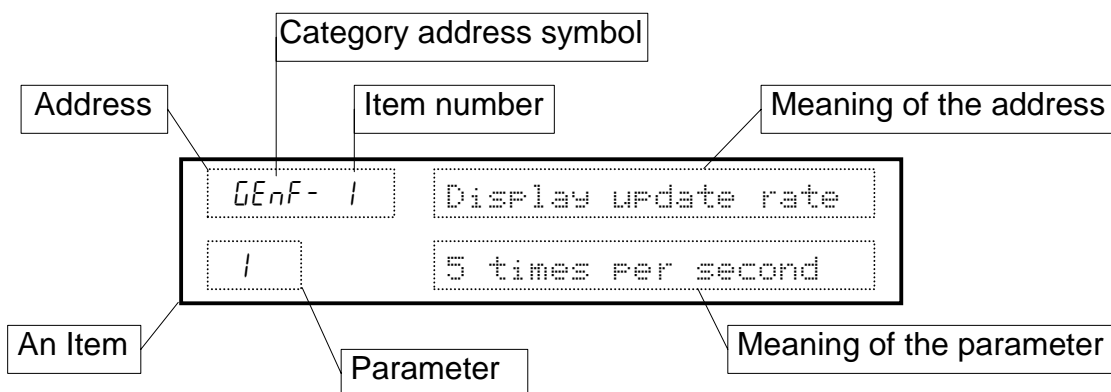 Category address symbol
Address
Item number
Meaning of the address
GEnF- 1
Display update rate
1
5 times per second
An Item
Parameter
Meaning of the parameter